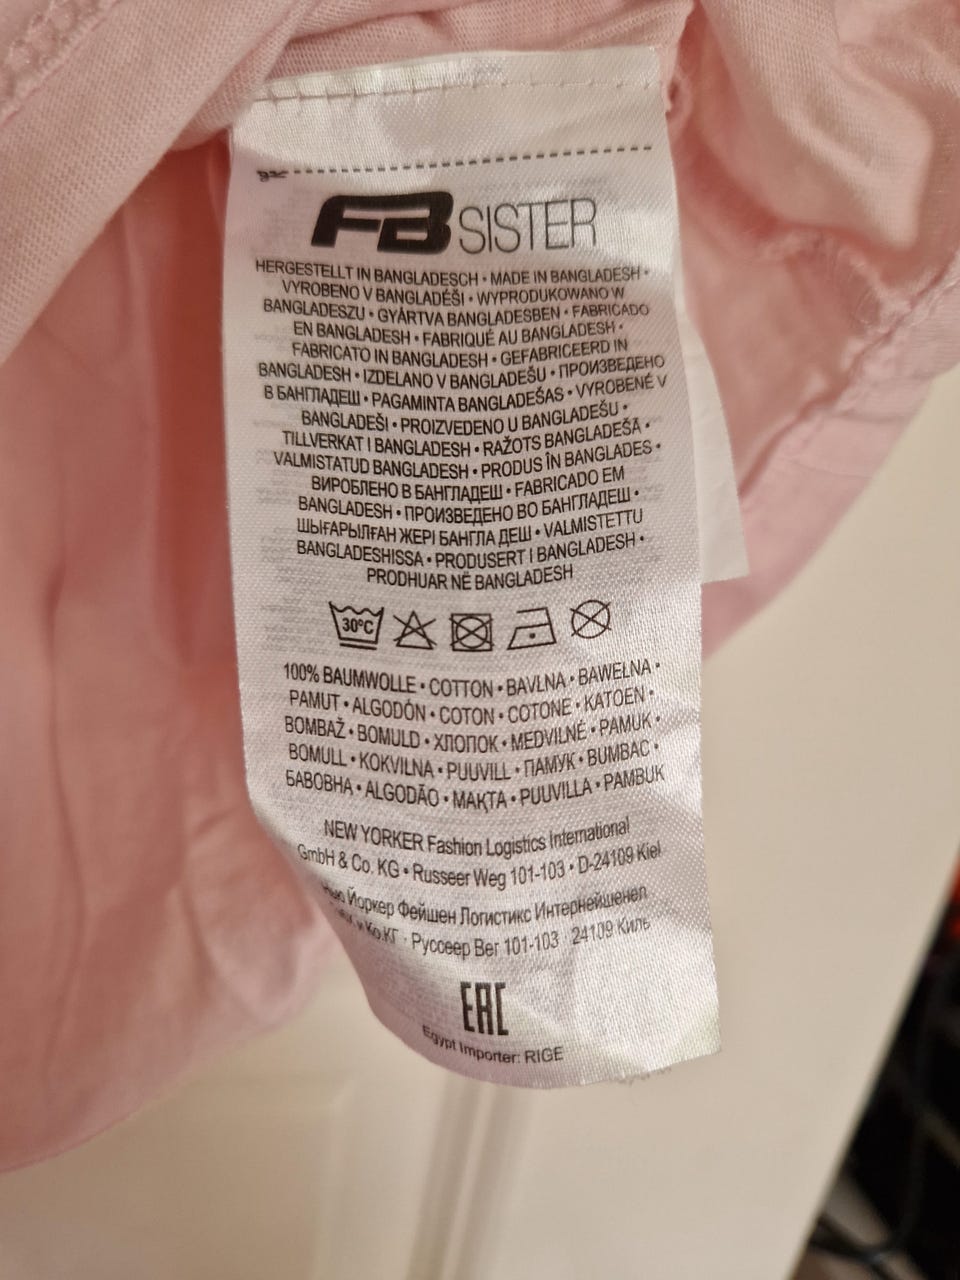 FB SISTER
HERGESTELLT IN BANGLADESCH • MADE IN BANGLADESH •
VYROBENO V BANGLADÉŠI • WYPRODUKOWANO W
BANGLADESZU • GYÁRTVA BANGLADESBEN • FABRICADO
EN BANGLADESH • FABRIQUÉ AU BANGLADESH •
FABRICATO IN BANGLADESH • GEFABRICEERD IN
BANGLADESH • IZDELANO V BANGLADEŠU • ПРОИЗВЕДЕНО
В БАНГЛАДЕШ • PAGAMINTA BANGLADEŠAS • VYROBENÉ V
BANGLADEŠI • PROIZVEDENO U BANGLADEŠU •
TILLVERKAT I BANGLADESH • RAŽOTS BANGLADEŠĀ •
VALMISTATUD BANGLADESH • PRODUS ÎN BANGLADES •
ВИРОБЛЕНО В БАНГЛАДЕШ • FABRICADO EM
BANGLADESH • ПРОИЗВЕДЕНО ВО БАНГЛАДЕШ •
ШЫҒАРЫЛҒАН ЖЕРІ БАНГЛА ДЕШ • VALMISTETTU
BANGLADESHISSA • PRODUSERT I BANGLADESH •
PRODHUAR NË BANGLADESH
30°C
100% BAUMWOLLE • COTTON • BAVLNA • BAWEŁNA •
PAMUT • ALGODÓN • COTON • COTONE • KATOEN •
BOMBAŽ • BOMULD • ХЛОПОК • MEDVILNÉ • PAMUK •
BOMULL • KOKVILNA • PUUVILL • ПАМУК • BUMBAC •
БАВОВНА • ALGODÃO • МАҚТА • PUUVILLA • PAMBUK
NEW YORKER Fashion Logistics International
GmbH & Co. KG • Russeer Weg 101-103 • D-24109 Kiel
Нью Йоркер Фейшен Логистикс Интернейшенел
и Ко.КГ · Руссеер Вег 101-103 · 24109 Киль
EAC
Egypt Importer: RIGE